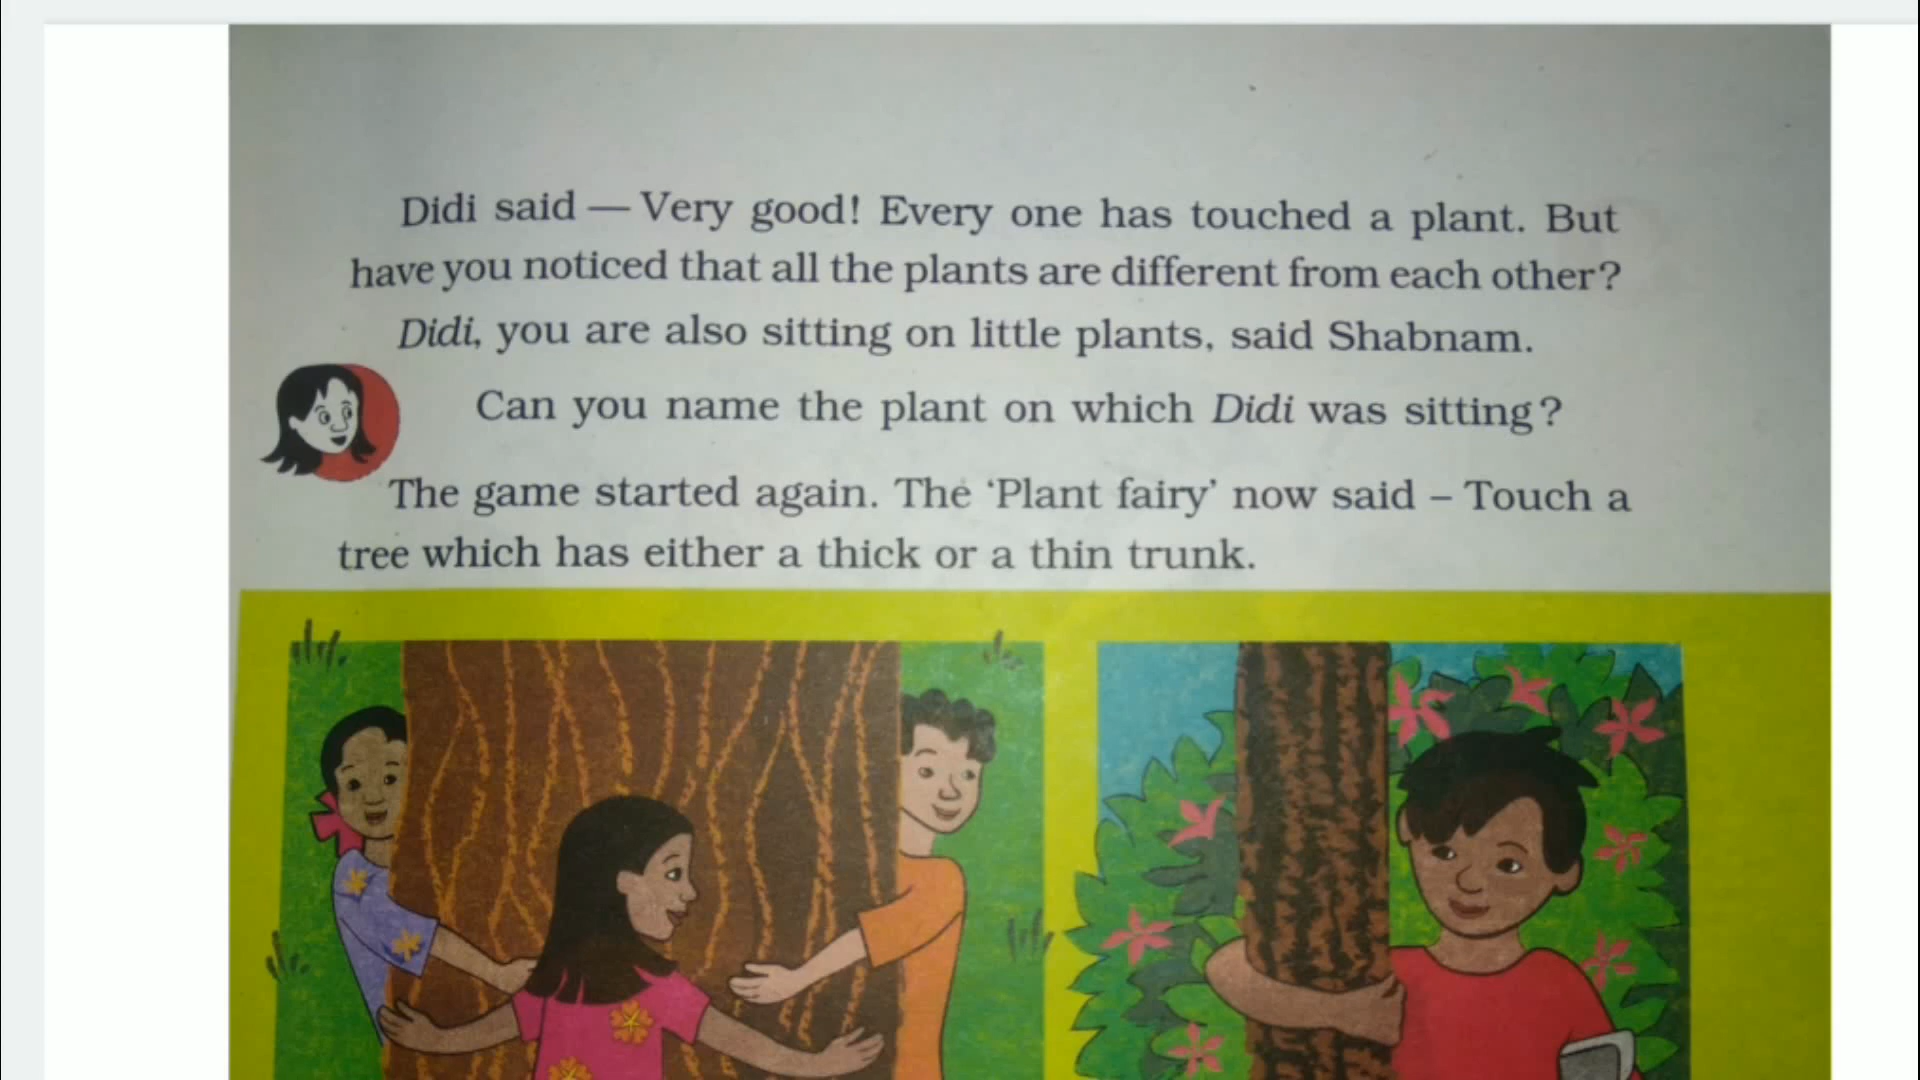 Didi said — Very good! Every one has touched a plant. But
have you noticed that all the plants are different from each other?
Didi, you are also sitting on little plants, said Shabnam.
Can you name the plant on which Didi was sitting?
The game started again. The ‘Plant fairy’ now said – Touch a
tree which has either a thick or a thin trunk.